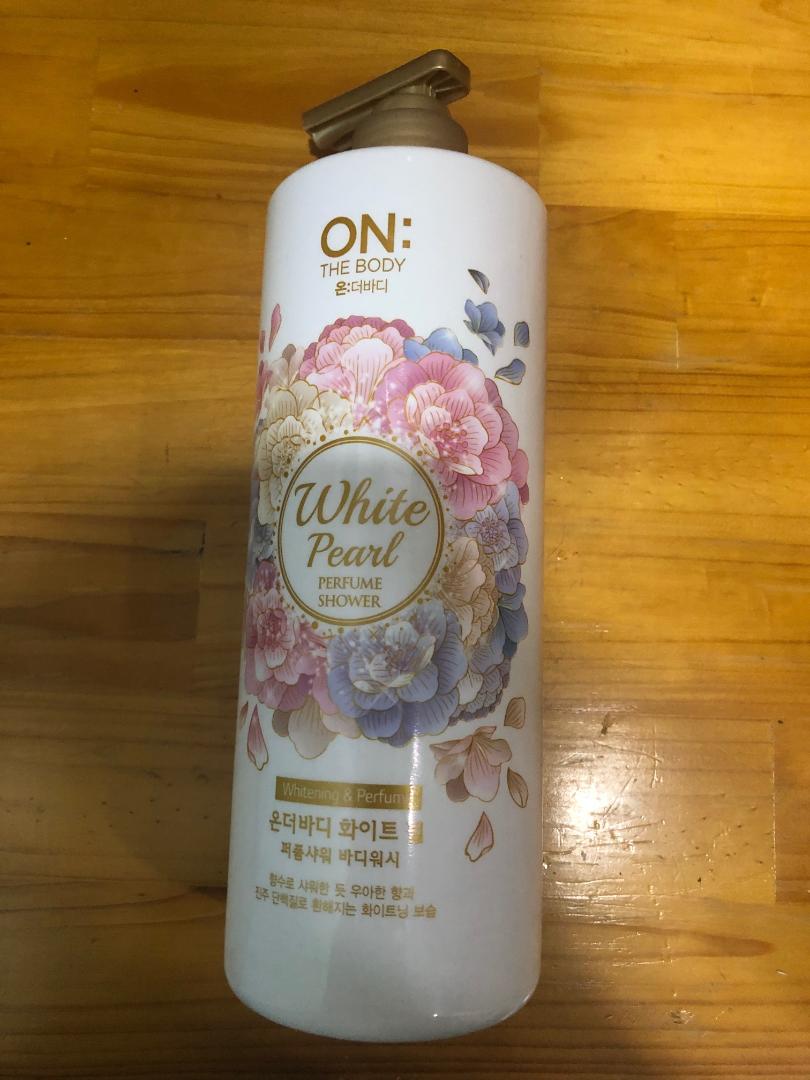 ON:
THE BODY
온:더바디
White
Pearl
PERFUME
SHOWER
Whitening & Perfume
온더바디 화이트
퍼퓸샤워 바디워시
향수로 샤워한 듯 우아한 향과
진주 단백질로 환해지는 화이트닝 보습